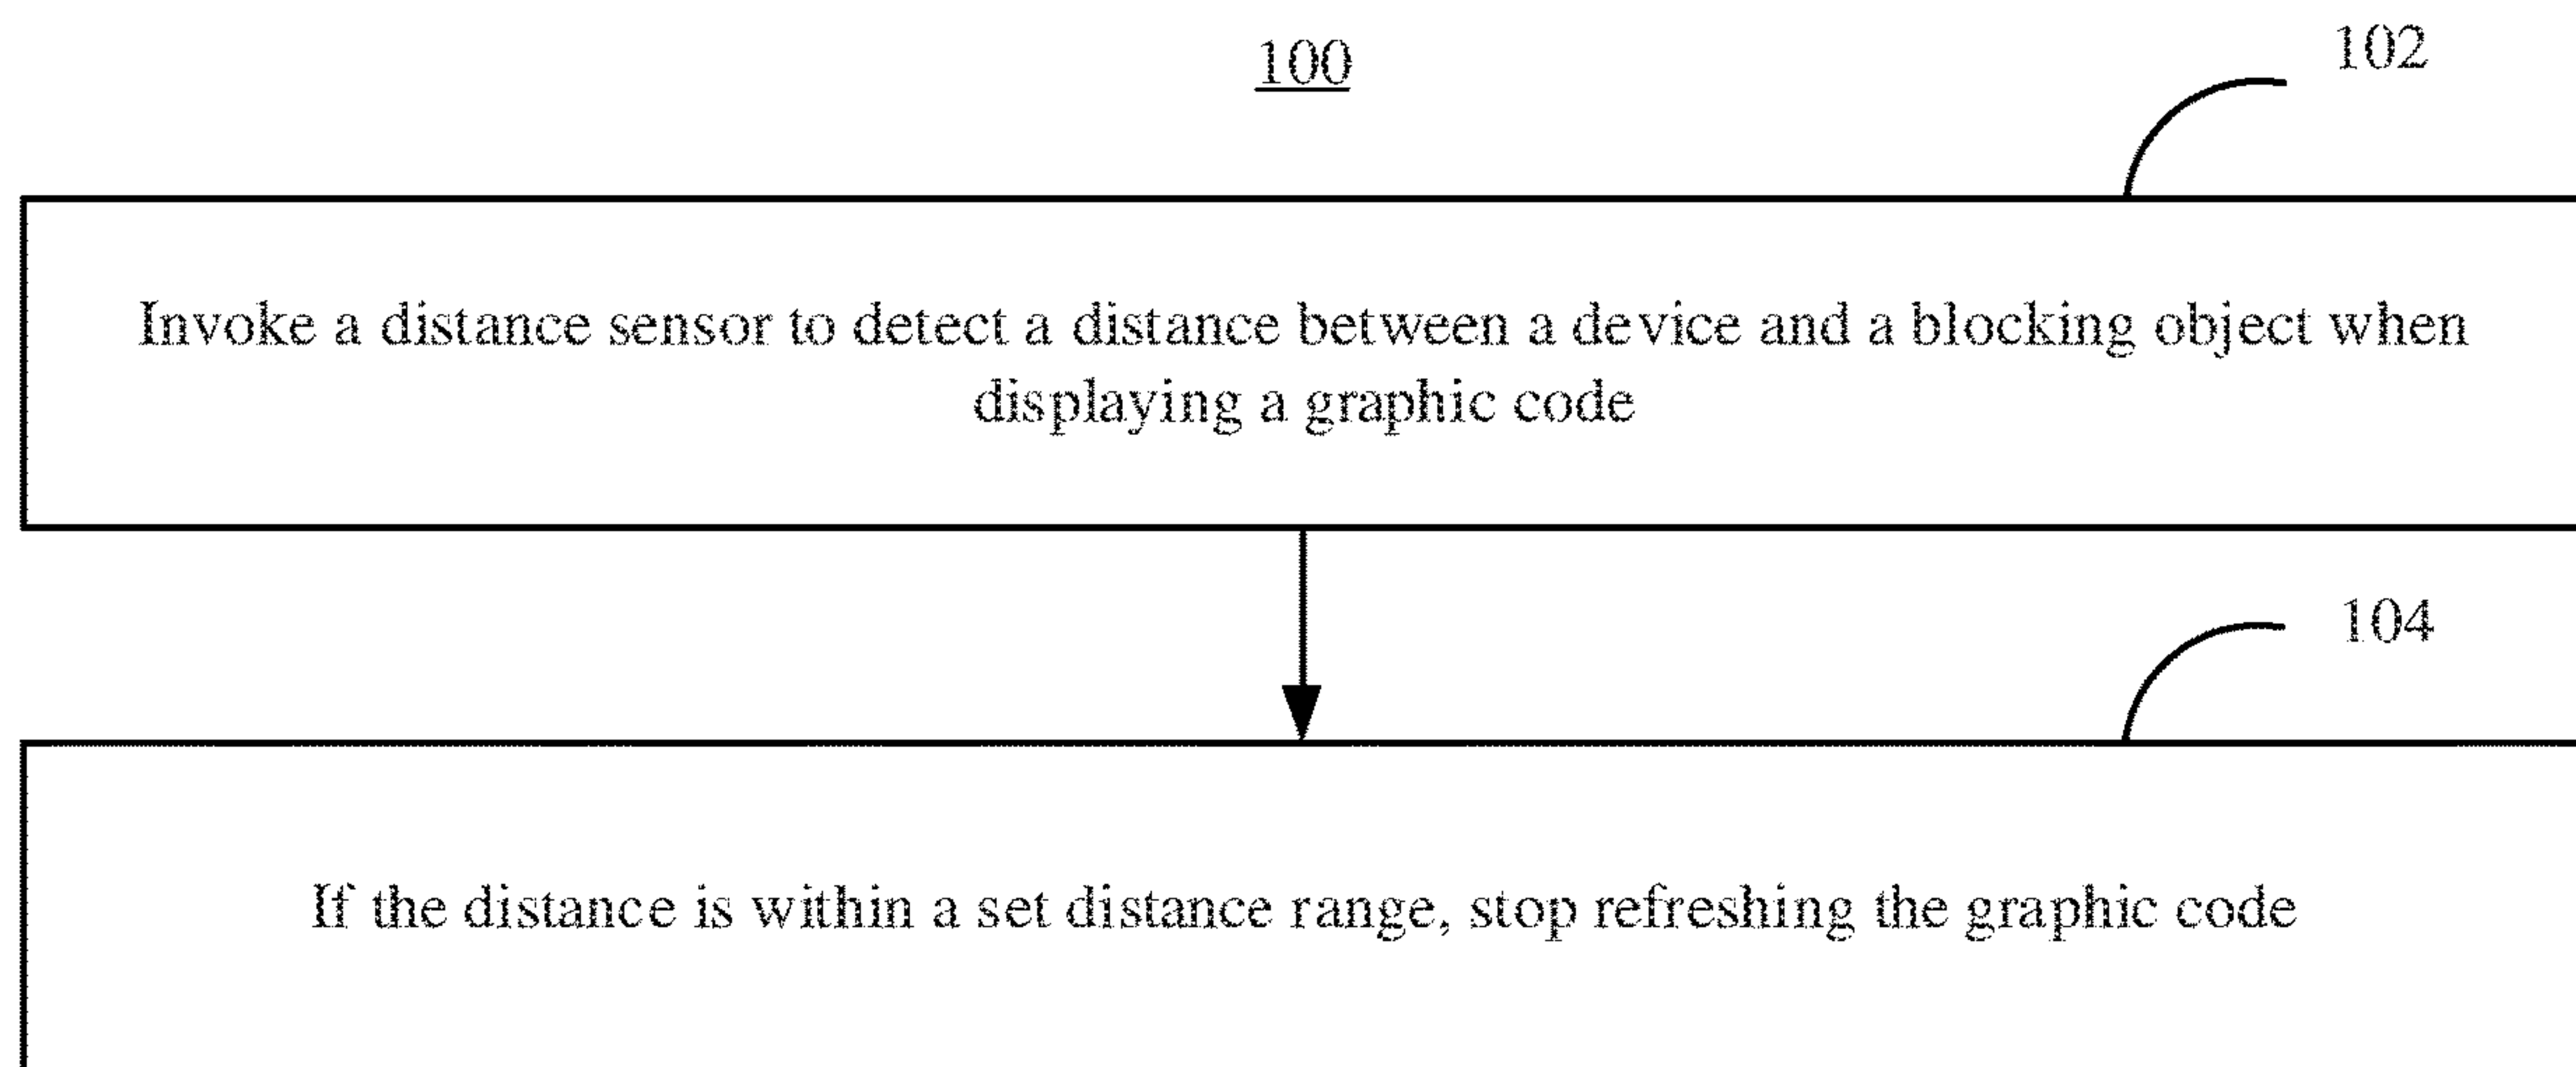 100
102
Invoke a distance sensor to detect a distance between a device and a blocking object when
displaying a graphic code
104
If the distance is within a set distance range, stop refreshing the graphic code